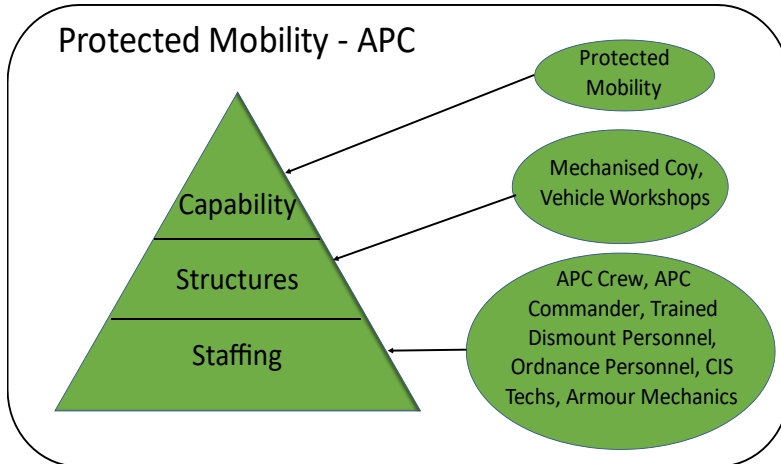 Protected Mobility - APC
Protected
Mobility
Mechanised Coy,
Vehicle Workshops
Capability
Structures
Staffing
APC Crew, APC
Commander, Trained
Dismount Personnel,
Ordnance Personnel, CIS
Techs, Armour Mechanics